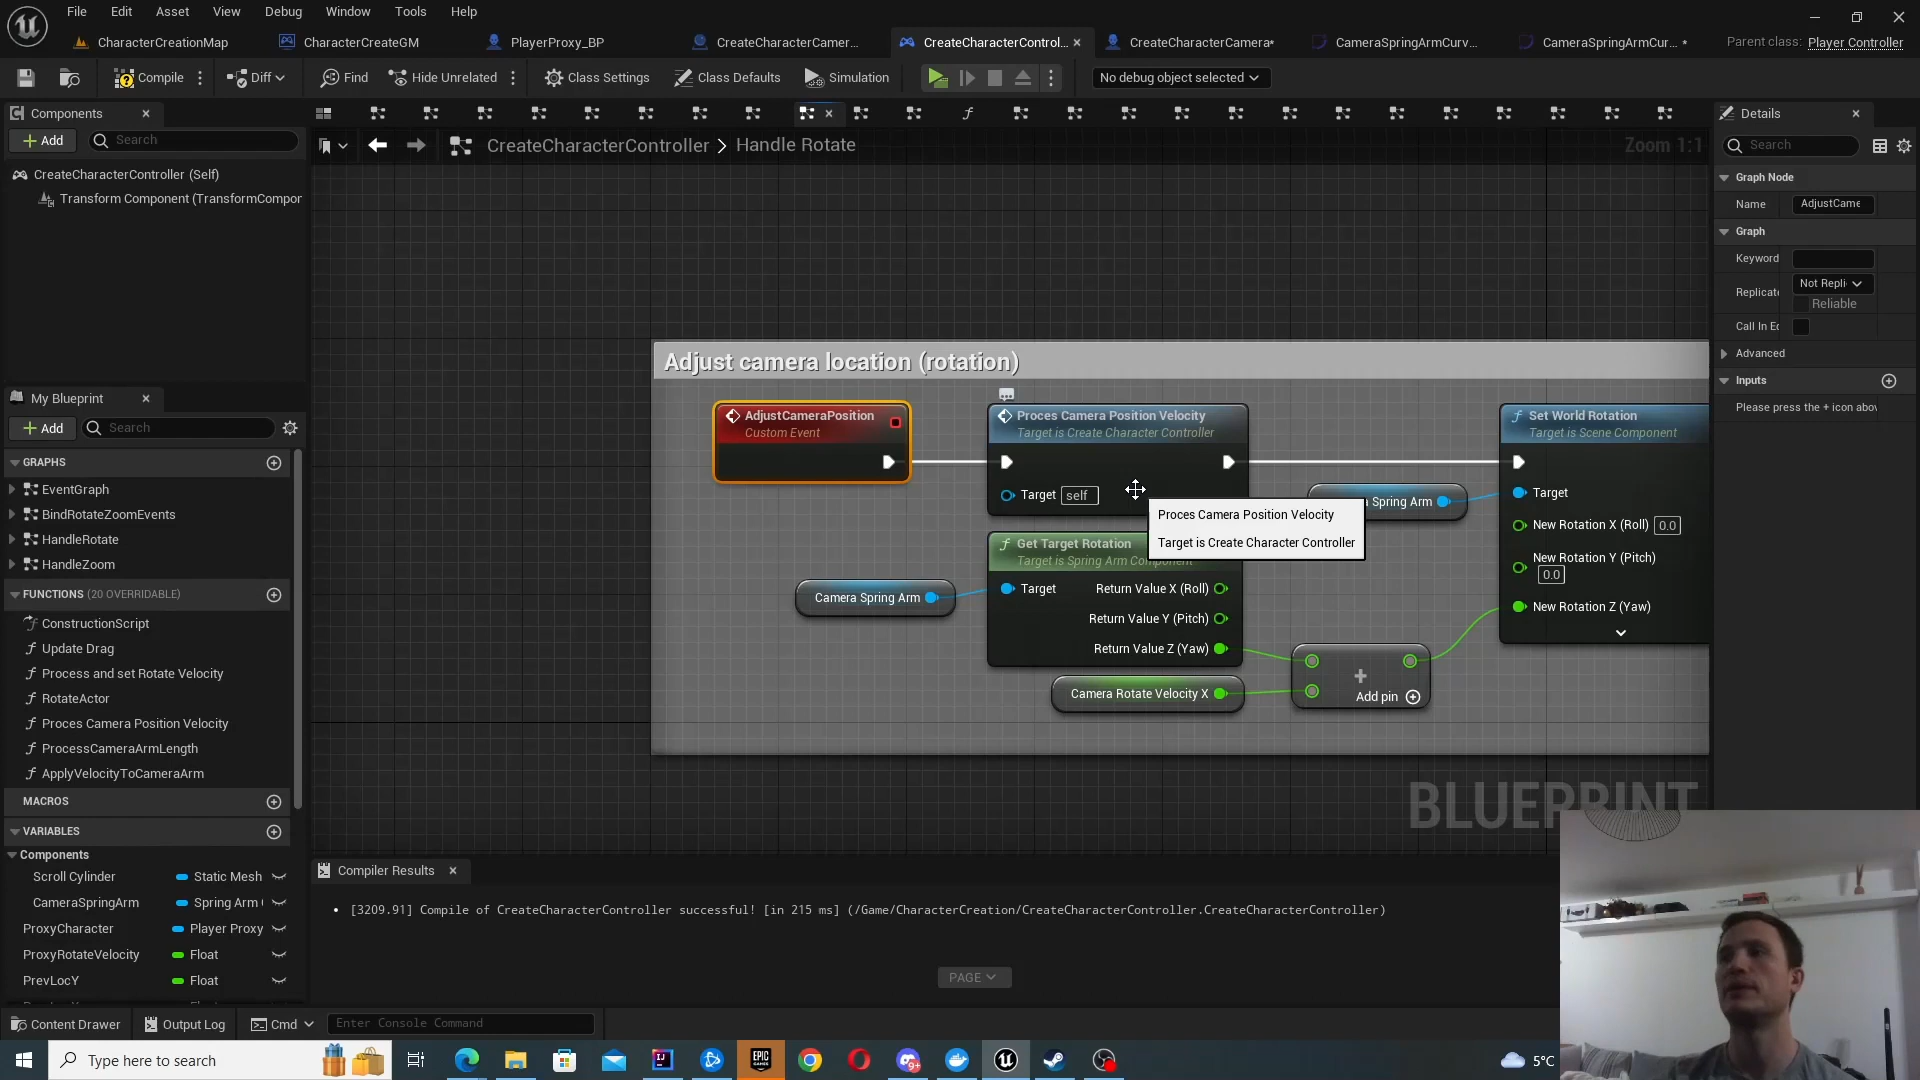 File Edit Asset View Debug Window Tools Help
CharacterCreationMap CharacterCreateGM PlayerProxy_BP CreateCharacterCamer... CreateCharacterControl... CreateCharacterCamera* CameraSpringArmCurv... CameraSpringArmCur... * Parent class: Player Controller
Compile Diff Find Hide Unrelated Class Settings Class Defaults Simulation No debug object selected
Components
Add Search
CreateCharacterController (Self)
Transform Component (TransformCompor
My Blueprint
Add Search
GRAPHS
EventGraph
BindRotateZoomEvents
HandleRotate
HandleZoom
FUNCTIONS (20 OVERRIDABLE)
ConstructionScript
Update Drag
Process and set Rotate Velocity
RotateActor
Proces Camera Position Velocity
ProcessCameraArmLength
ApplyVelocityToCameraArm
MACROS
VARIABLES
Components
Scroll Cylinder Static Mesh
CameraSpringArm Spring Arm
ProxyCharacter Player Proxy
ProxyRotateVelocity Float
PrevLocY Float
CreateCharacterController > Handle Rotate
Zoom 1:1
Adjust camera location (rotation)
AdjustCameraPosition
Custom Event
Proces Camera Position Velocity
Target is Create Character Controller
Target self
Proces Camera Position Velocity
Target is Create Character Controller
Get Target Rotation
Target is Spring Arm Component
Target Return Value X (Roll)
Return Value Y (Pitch)
Return Value Z (Yaw)
Camera Spring Arm
Camera Rotate Velocity X
Spring Arm
Add pin
Set World Rotation
Target is Scene Component
Target
New Rotation X (Roll) 0.0
New Rotation Y (Pitch)
0.0
New Rotation Z (Yaw)
BLUEPRINT
Compiler Results
[3209.91] Compile of CreateCharacterController successful! [in 215 ms] (/Game/CharacterCreation/CreateCharacterController.CreateCharacterController)
PAGE
Details
Search
Graph Node
Name AdjustCame
Graph
Keyword
Replicate Not Repli
Reliable
Call In Ec
Advanced
Inputs
Please press the + icon abov
Content Drawer Output Log Cmd Enter Console Command
Type here to search
EPIC GAMES
9+
5°C